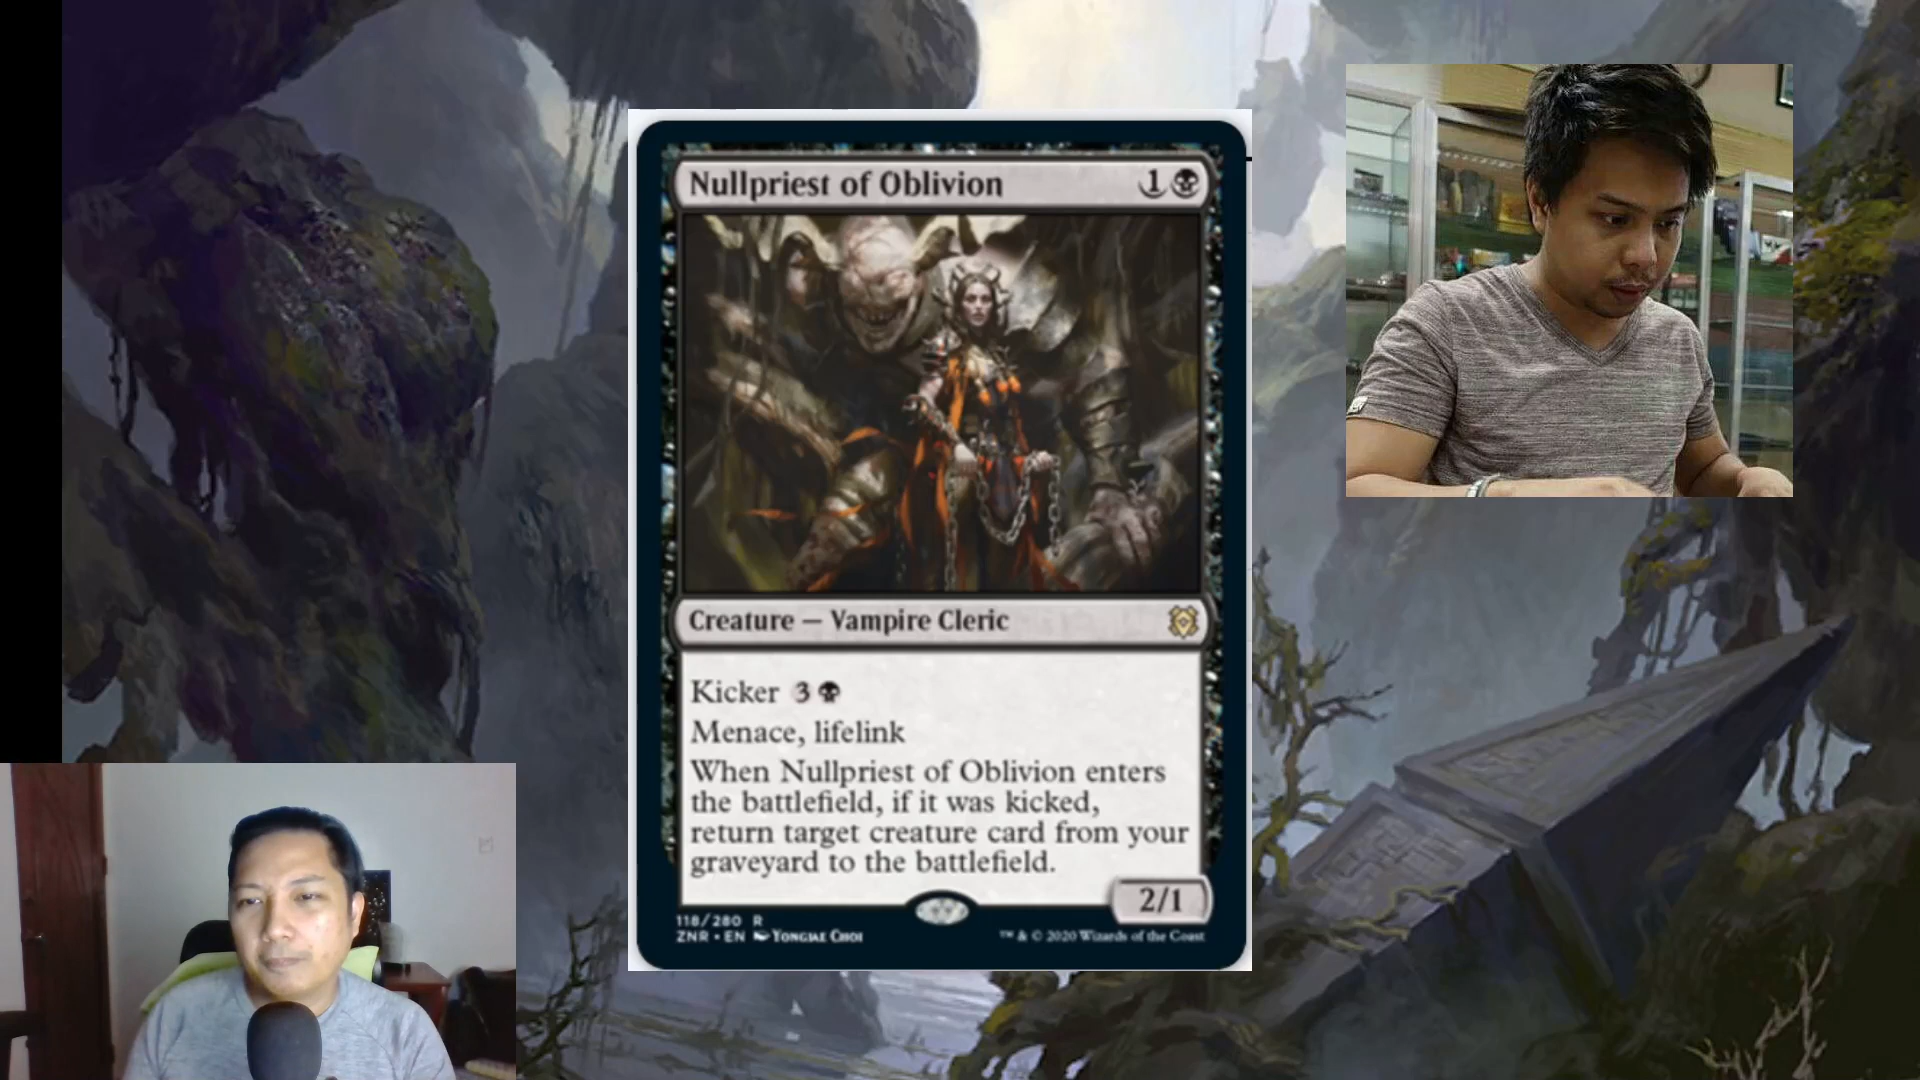 Nullpriest of Oblivion 1
Creature — Vampire Cleric
Kicker 3
Menace, lifelink
When Nullpriest of Oblivion enters
the battlefield, if it was kicked,
return target creature card from your
graveyard to the battlefield.
2/1
118/280 R
ZNR • EN Yongjae Choi
™ & © 2020 Wizards of the Coast